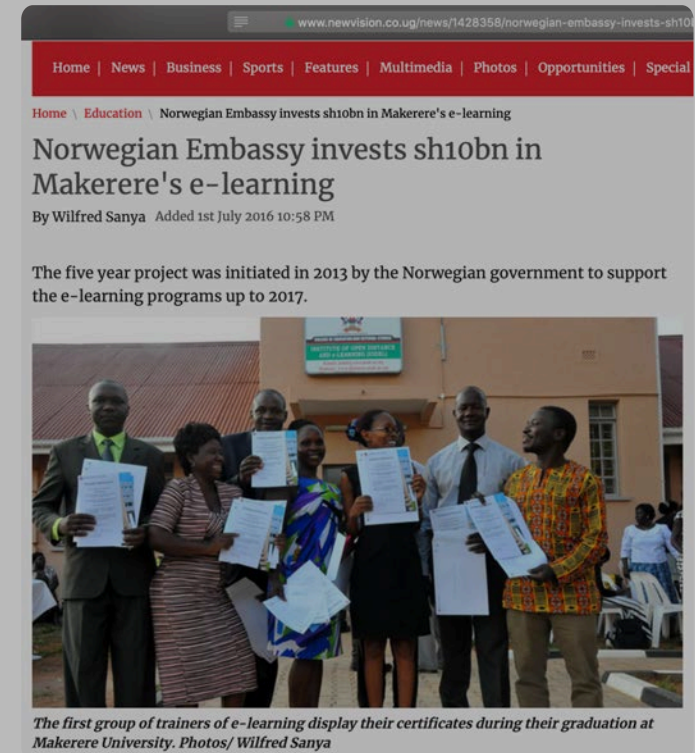 www.newvision.co.ug/news/1428358/norwegian-embassy-invests-sh10
Home | News | Business | Sports | Features | Multimedia | Photos | Opportunities | Special
Home \ Education \ Norwegian Embassy invests sh10bn in Makerere's e-learning
Norwegian Embassy invests sh10bn in
Makerere's e-learning
By Wilfred Sanya Added 1st July 2016 10:58 PM
The five year project was initiated in 2013 by the Norwegian government to support
the e-learning programs up to 2017.
INSTITUTE OF OPEN DISTANCE
AND e-LEARNING (IODEL)
The first group of trainers of e-learning display their certificates during their graduation at
Makerere University. Photos/ Wilfred Sanya